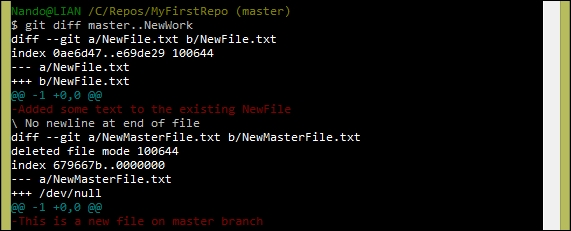 Nando@LIAN /C/Repos/MyFirstRepo (master)
$ git diff master..NewWork
diff --git a/NewFile.txt b/NewFile.txt
index 0ae6d47..e69de29 100644
--- a/NewFile.txt
+++ b/NewFile.txt
@@ -1 +0,0 @@
-Added some text to the existing NewFile
\ No newline at end of file
diff --git a/NewMasterFile.txt b/NewMasterFile.txt
deleted file mode 100644
index 679667b..0000000
--- a/NewMasterFile.txt
+++ /dev/null
@@ -1 +0,0 @@
-This is a new file on master branch